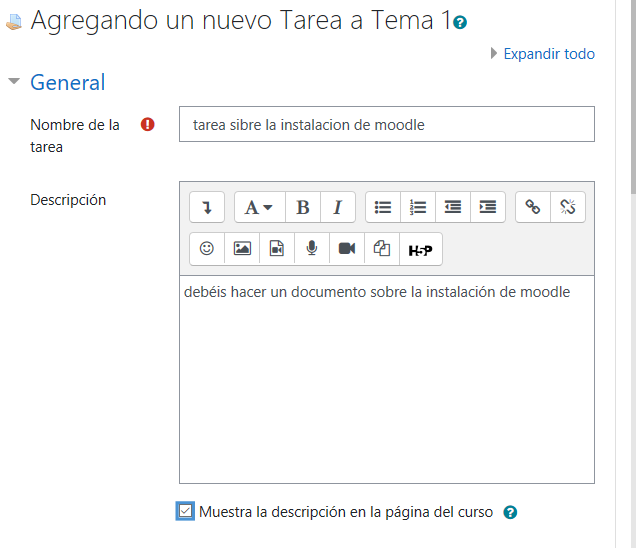 Agregando un nuevo Tarea a Tema 1
Expandir todo
General
Nombre de la
tarea
tarea sibre la instalacion de moodle
Descripción
A B I
H5P
debéis hacer un documento sobre la instalación de moodle
Muestra la descripción en la página del curso